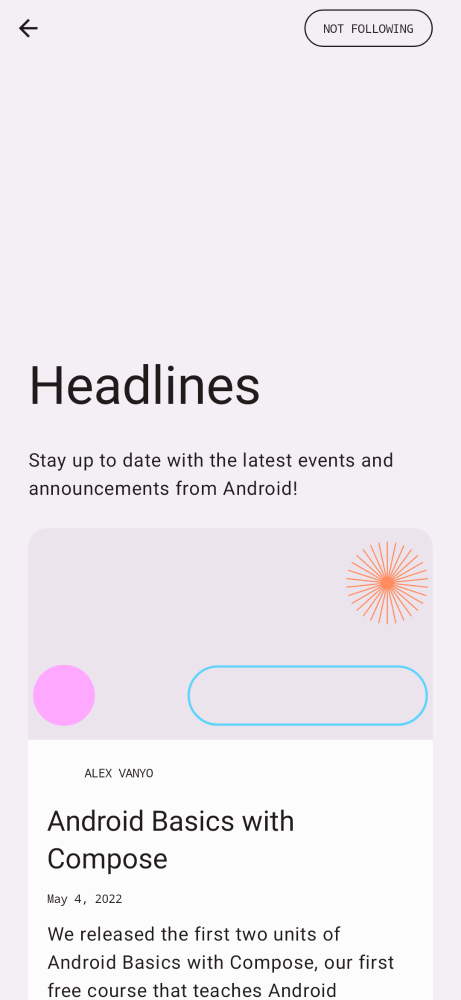 NOT FOLLOWING
Headlines
Stay up to date with the latest events and
announcements from Android!
ALEX VANYO
Android Basics with
Compose
May 4, 2022
We released the first two units of
Android Basics with Compose, our first
free course that teaches Android